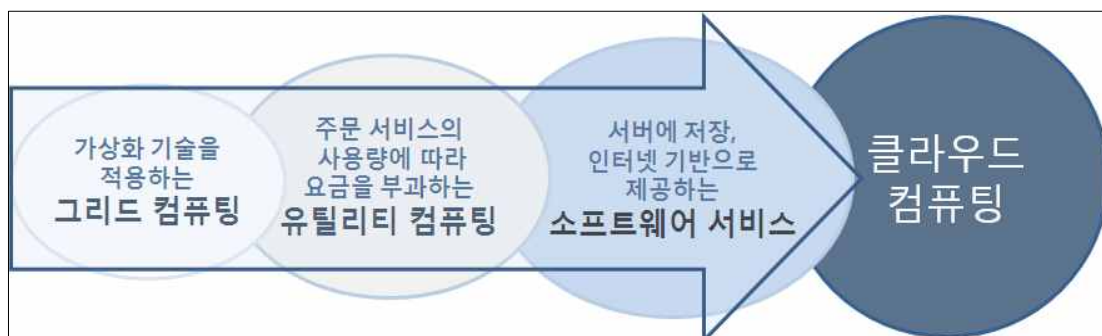 가상화 기술을
적용하는
그리드 컴퓨팅
주문 서비스의
사용량에 따라
요금을 부과하는
유틸리티 컴퓨팅
서버에 저장,
인터넷 기반으로
제공하는
소프트웨어 서비스
클라우드
컴퓨팅